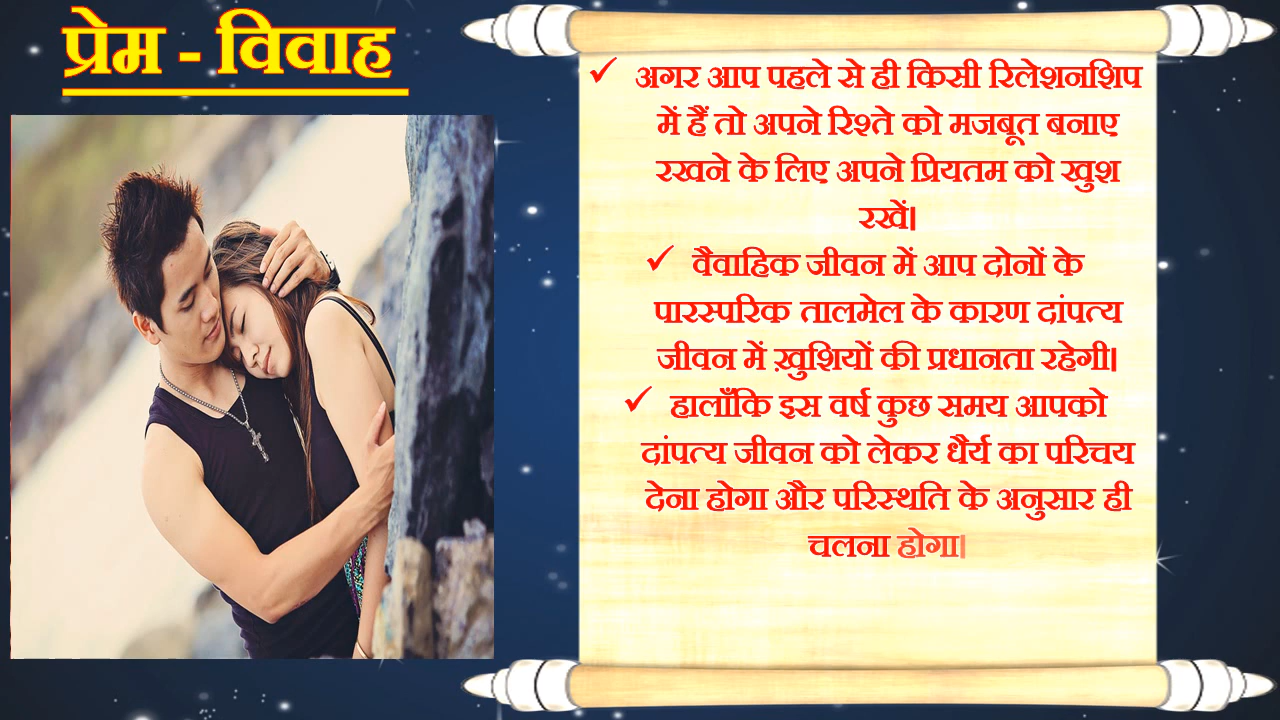 प्रेम - विवाह
✓ अगर आप पहले से ही किसी रिलेशनशिप
में हैं तो अपने रिश्ते को मजबूत बनाए
रखने के लिए अपने प्रियतम को खुश
रखें।
✓ वैवाहिक जीवन में आप दोनों के
पारस्परिक तालमेल के कारण दांपत्य
जीवन में ख़ुशियों की प्रधानता रहेगी।
✓ हालाँकि इस वर्ष कुछ समय आपको
दांपत्य जीवन को लेकर धैर्य का परिचय
देना होगा और परिस्थति के अनुसार ही
चलना होगा।